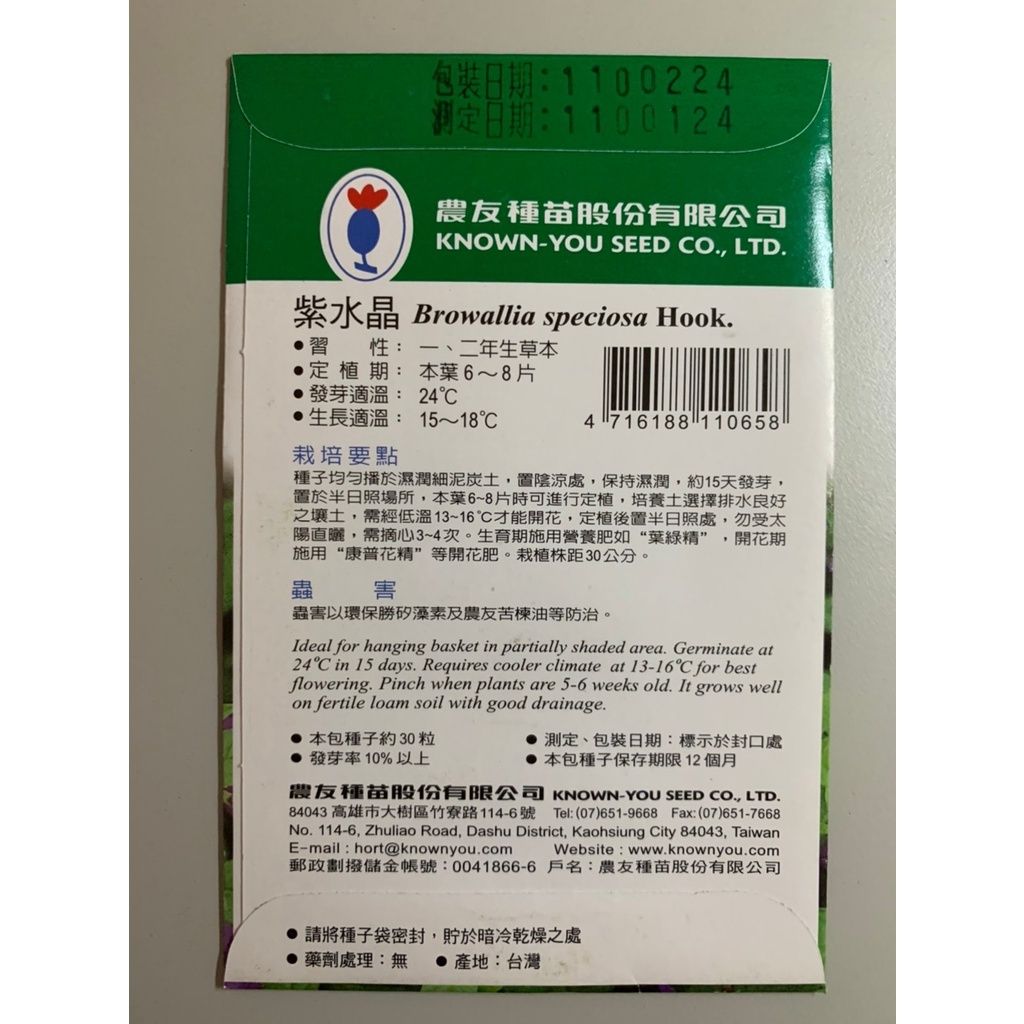 包裝日期:1100224
測定日期:1100124
農友種苗股份有限公司
KNOWN-YOU SEED CO., LTD.
紫水晶 Browallia speciosa Hook.
●習　　性： 一、二年生草本
●定 植 期： 本葉6～8片
●發芽適溫： 24℃
●生長適溫： 15～18℃
4 716188 110658
栽培要點
種子均勻播於濕潤細泥炭土，置陰涼處，保持濕潤，約15天發芽，
置於半日照場所，本葉6~8片時可進行定植，培養土選擇排水良好
之壤土，需經低溫13~16℃才能開花，定植後置半日照處，勿受太
陽直曬，需摘心3~4次。生育期施用營養肥如“葉綠精”，開花期
施用“康普花精”等開花肥。栽植株距30公分。
蟲　　害
蟲害以環保勝矽藻素及農友苦楝油等防治。
Ideal for hanging basket in partially shaded area. Germinate at
24℃ in 15 days. Requires cooler climate at 13-16℃ for best
flowering. Pinch when plants are 5-6 weeks old. It grows well
on fertile loam soil with good drainage.
●本包種子約30粒　●測定、包裝日期：標示於封口處
●發芽率10%以上　●本包種子保存期限12個月
農友種苗股份有限公司 KNOWN-YOU SEED CO., LTD.
84043 高雄市大樹區竹寮路114-6號 Tel: (07)651-9668 Fax: (07)651-7668
No. 114-6, Zhuliao Road, Dashu District, Kaohsiung City 84043, Taiwan
E-mail : hort@knownyou.com Website : www.knownyou.com
郵政劃撥儲金帳號：0041866-6 戶名：農友種苗股份有限公司
●請將種子袋密封，貯於暗冷乾燥之處
●藥劑處理：無 ●產地：台灣